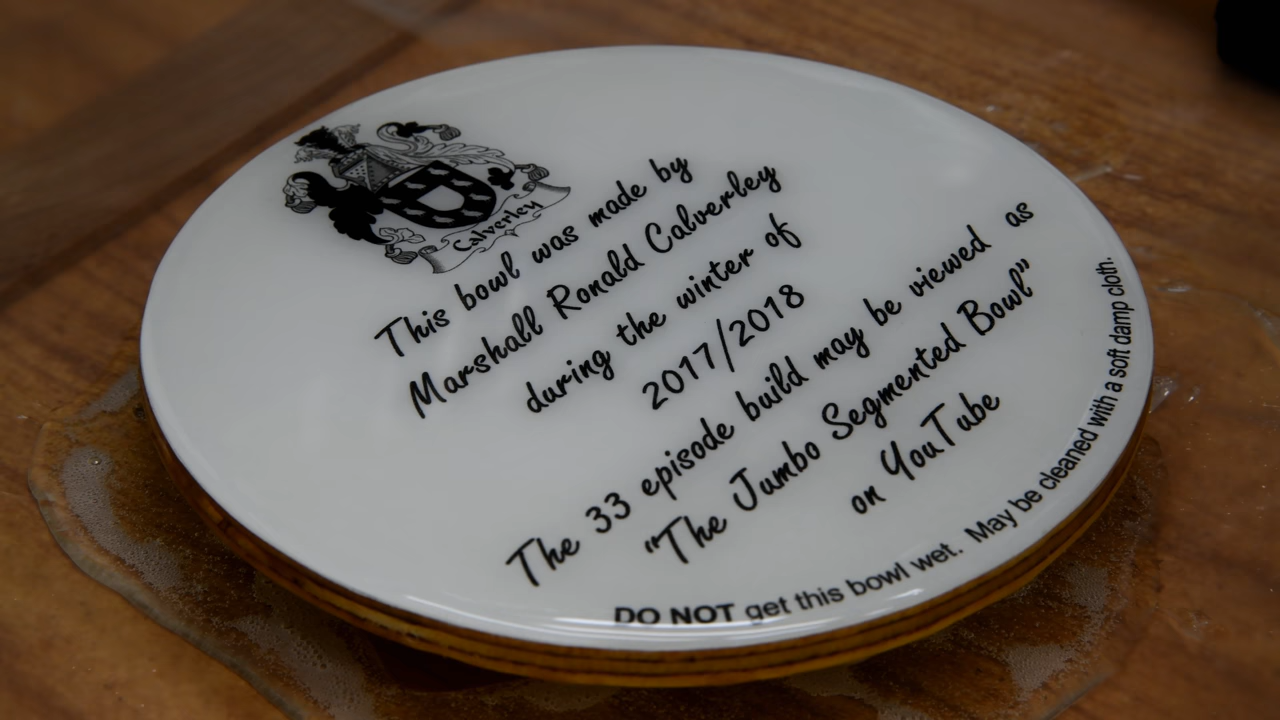 Calverley
This bowl was made by
Marshall Ronald Calverley
during the winter of
2017/2018
The 33 episode build may be viewed as
"The Jumbo Segmented Bowl"
on YouTube
DO NOT get this bowl wet. May be cleaned with a soft damp cloth.